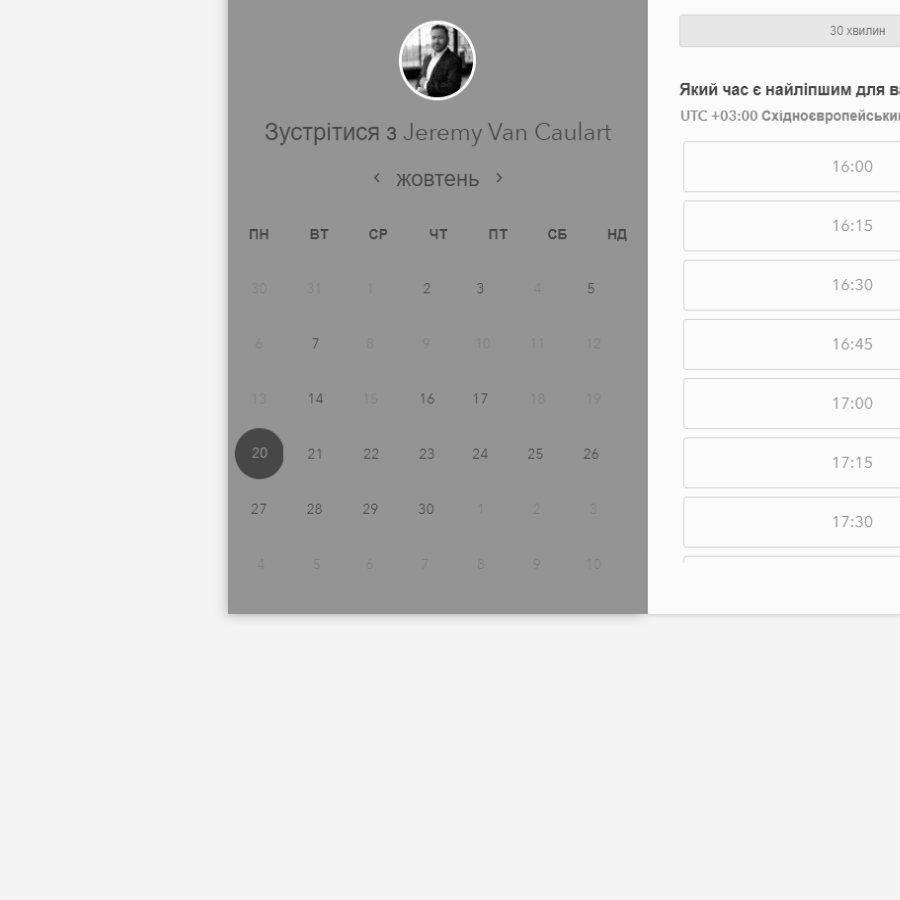 Зустрітися з Jeremy Van Caulart
‹ жовтень ›
ПН ВТ СР ЧТ ПТ СБ НД
30 31 1 2 3 4 5
6 7 8 9 10 11 12
13 14 15 16 17 18 19
20 21 22 23 24 25 26
27 28 29 30 1 2 3
4 5 6 7 8 9 10
30 хвилин
Який час є найліпшим для в
UTC +03:00 Східноєвропейськи
16:00
16:15
16:30
16:45
17:00
17:15
17:30